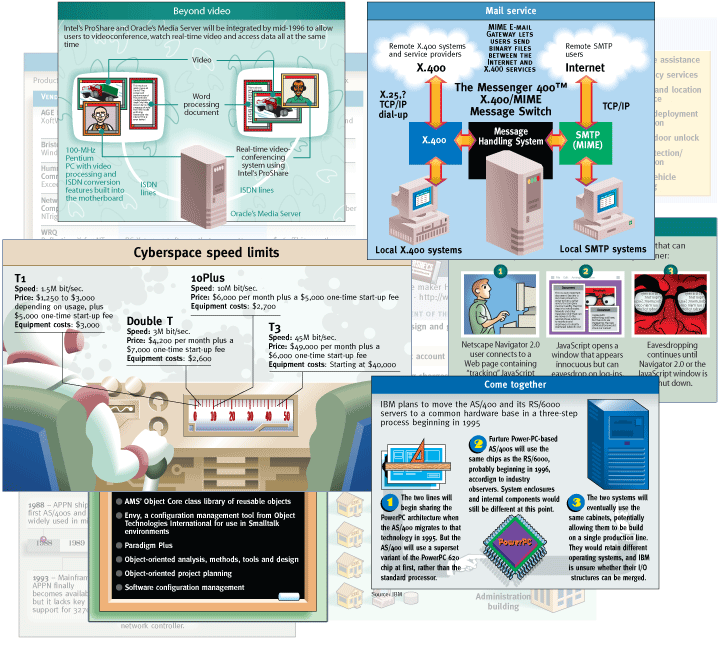 Beyond video
Intel's ProShare and Oracle's Media Server will be integrated by mid-1996 to allow
users to videoconference, watch real-time video and access data all at the same
time
Video
Word
processing
document
100-MHz
Pentium
PC with video
processing and
ISDN conversion
features built into
the motherboard
Real-time video-
conferencing
system using
Intel's ProShare
ISDN
lines
ISDN lines
Oracle's Media Server
Mail service
MIME E-MAIL
GATEWAY LETS
USERS SEND
BINARY FILES
BETWEEN THE
INTERNET AND
X.400 SERVICES
Remote X.400 systems
and service providers
X.400
Remote SMTP
users
Internet
X.25,?
TCP/IP
dial-up
The Messenger 400™
X.400/MIME
Message Switch
TCP/IP
X.400
Message
Handling System
SMTP
(MIME)
Local X.400 systems
Local SMTP systems
e assistance
cy services
and location
ce
deployment
ion
door unlock
ection/
ehicle
Cyberspace speed limits
T1
Speed: 1.5M bit/sec.
Price: $1,250 to $3,000
depending on usage, plus
$5,000 one-time start-up fee
Equipment costs: $3,000
10Plus
Speed: 10M bit/sec.
Price: $6,000 per month plus a $5,000 one-time start-up fee
Equipment costs: $2,700
Double T
Speed: 3M bit/sec.
Price: $4,200 per month plus a
$7,000 one-time start-up fee
Equipment costs: $2,600
T3
Speed: 45M bit/sec.
Price: $49,000 per month plus a
$6,000 one-time start-up fee
Equipment costs: Starting at $40,000
0 10 20 30 40 50
that can
ner:
1
2
3
Netscape Navigator 2.0
user connects to a
Web page containing
"tracking" JavaScript
JavaScript opens a
window that appears
innocuous but can
eavesdrop on log-ins,
Eavesdropping
continues until
Navigator 2.0 or the
JavaScript window is
shut down.
Come together
IBM plans to move the AS/400 and its RS/6000
servers to a common hardware base in a three-step
process beginning in 1995
1
The two lines will
begin sharing the
PowerPC architecture when
the AS/400 migrates to that
technology in 1995. But the
AS/400 will use a superset
variant of the PowerPC 620
chip at first, rather than the
standard processor.
2
Furture Power-PC-based
AS/400s will use the
same chips as the RS/6000,
probably beginning in 1996,
accordign to industry
observers. System enclosures
and internal components would
still be different at this point.
PowerPC
3
The two systems will
eventually use the
same cabinets, potentially
allowing them to be build
on a single production line.
They would retain different
operating systems, and IBM
is unsure whether their I/O
structures can be merged.
Source: IBM
AMS' Object Core class library of reusable objects
Envy, a configuration management tool from Object
Technologies International for use in Smalltalk
environments
Paradigm Plus
Object-oriented analysis, methods, tools and design
Object-oriented project planning
Software configuration management
1988 – APPN ship
first AS/400s and
widely used in mi
1988 1989
1993 – Mainfram
APPN finally
becomes availab
but it lacks key
support for 327
network controller.
Administration
building